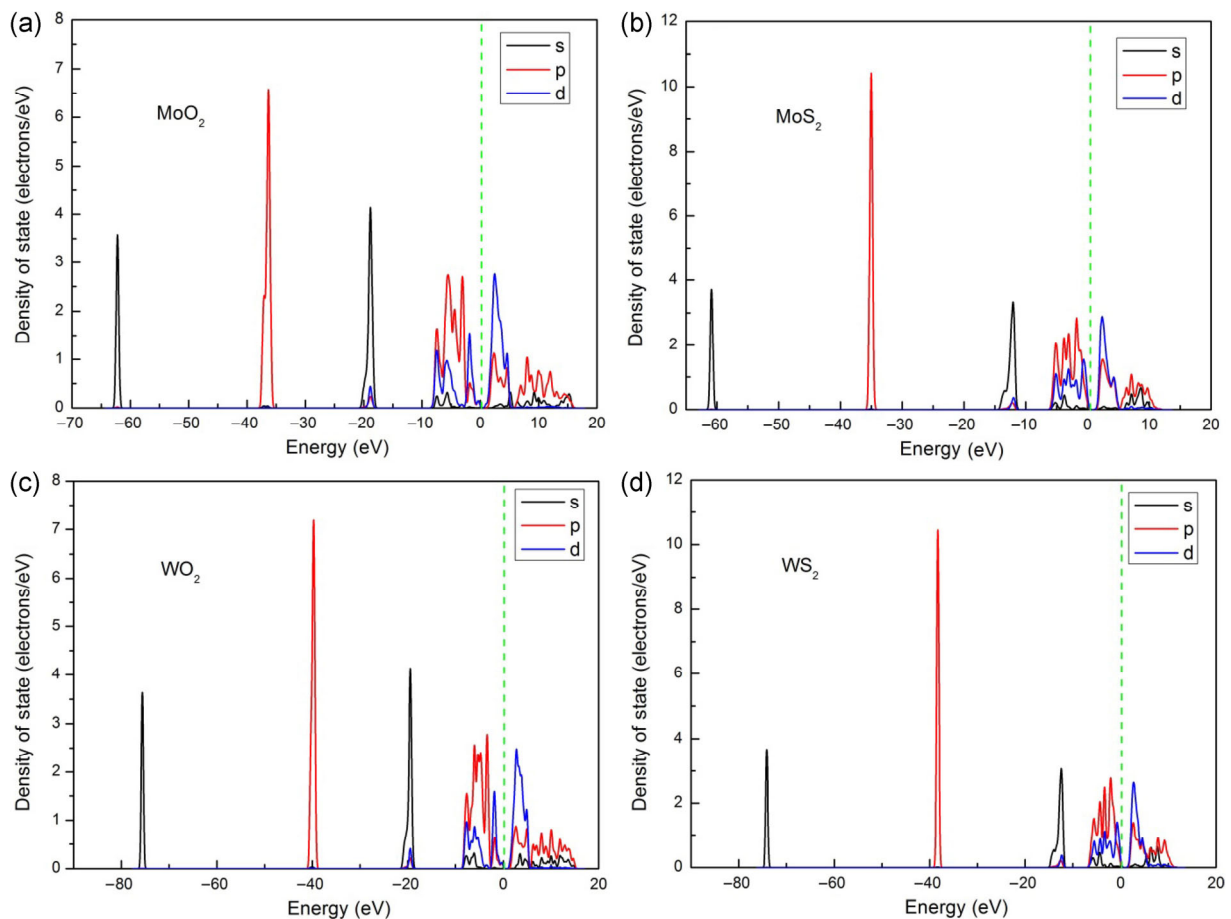 (a)
8
7
6
5
4
3
2
1
0
Density of state (electrons/eV)
MoO₂
s
p
d
−70 −60 −50 −40 −30 −20 −10 0 10 20
Energy (eV)
(b)
12
10
8
6
4
2
0
Density of state (electrons/eV)
MoS₂
s
p
d
−60 −50 −40 −30 −20 −10 0 10 20
Energy (eV)
(c)
8
7
6
5
4
3
2
1
0
Density of state (electrons/eV)
WO₂
s
p
d
−80 −60 −40 −20 0 20
Energy (eV)
(d)
12
10
8
6
4
2
0
Density of state (electrons/eV)
WS₂
s
p
d
−80 −60 −40 −20 0 20
Energy (eV)